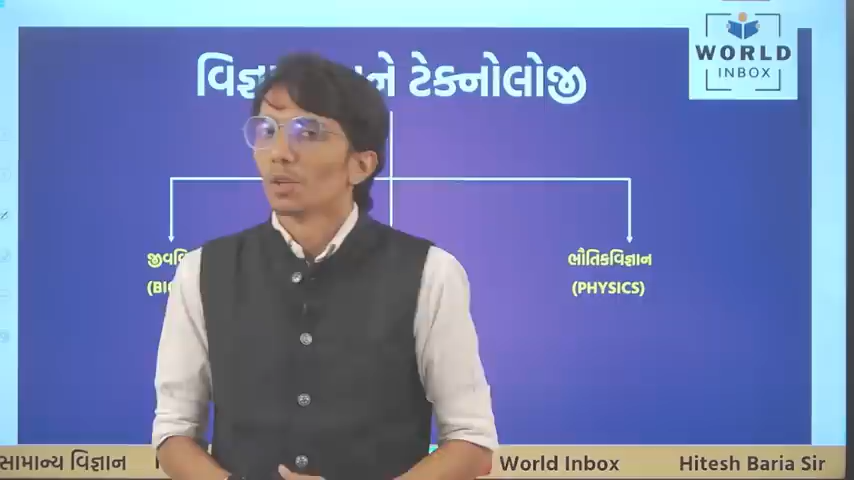 ટેક્નોલોજી
WORLD
INBOX
ભૌતિકવિજ્ઞાન
(PHYSICS)
સામાન્ય વિજ્ઞાન
World Inbox
Hitesh Baria Sir